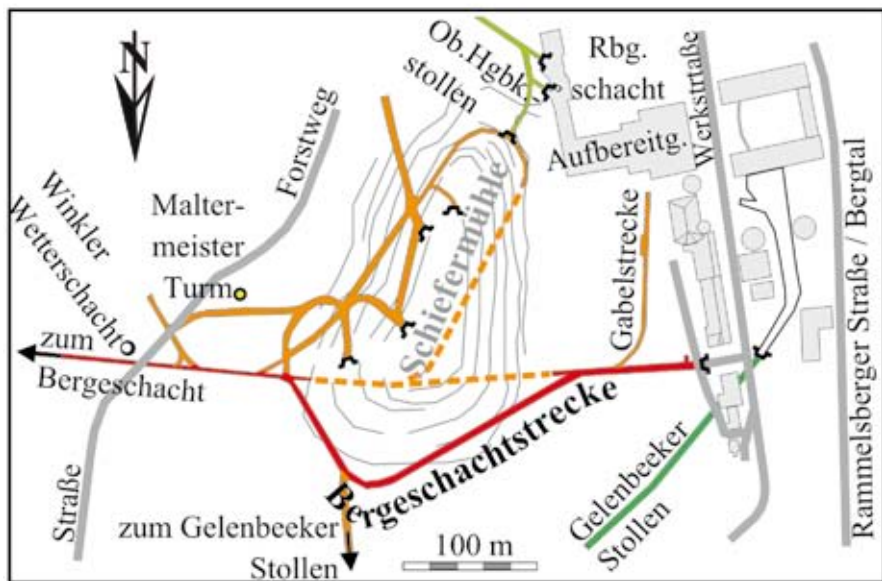 N
Forstweg
Ob.Hgbk.-
stollen
Rbg.
schacht
Aufbereitg.
Werkstrtaße
Rammelsberger Straße / Bergtal
Winkler
Wetterschacht
Malter-
meister
Turm
Schiefermühle
Gabelstrecke
zum
Bergeschacht
Bergeschachtstrecke
Gelenbeeker
Stollen
Straße
zum Gelenbeeker
Stollen
100 m